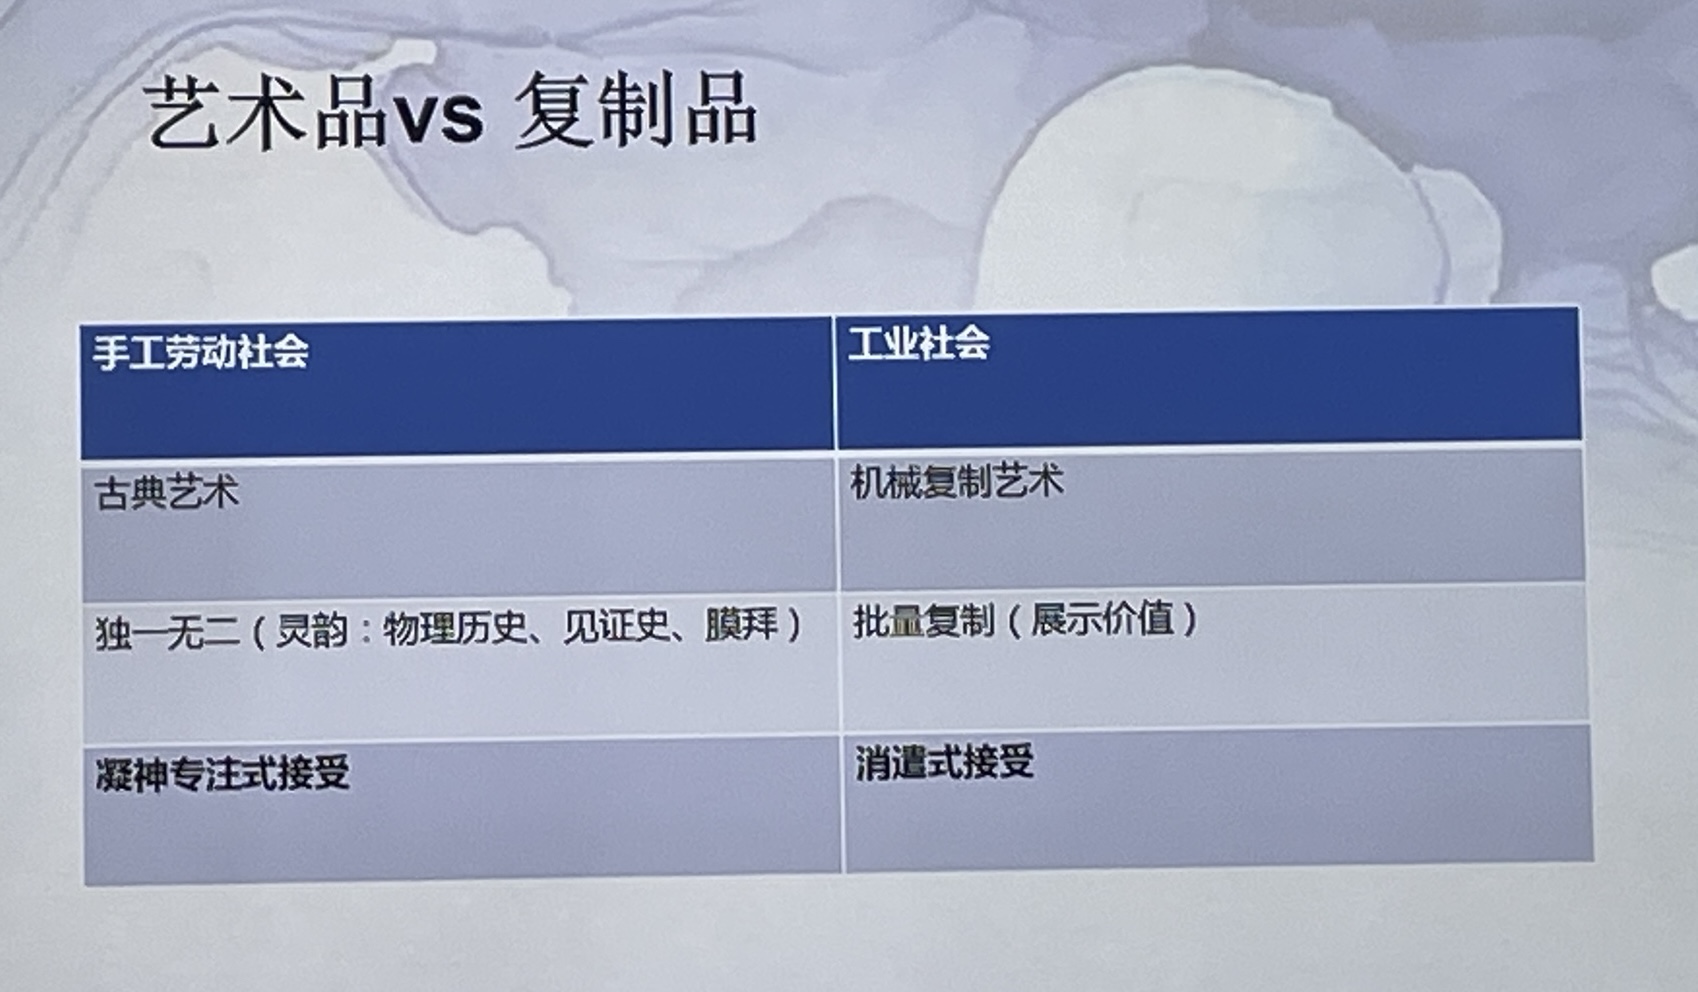 艺术品vs 复制品
手工劳动社会
工业社会
古典艺术
机械复制艺术
独一无二（灵韵：物理历史、见证史、膜拜）
批量复制（展示价值）
凝神专注式接受
消遣式接受